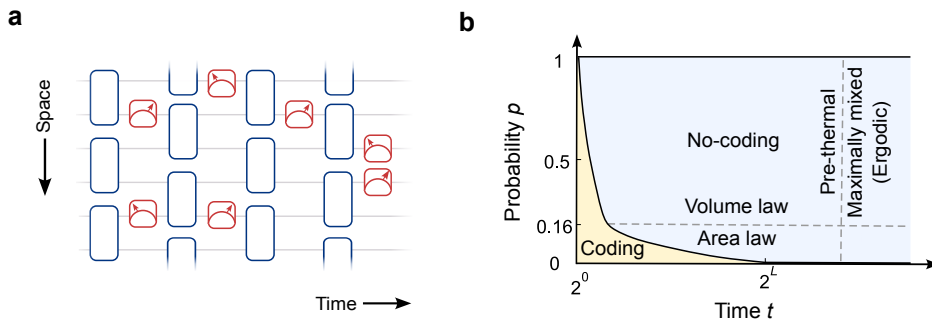 a
Space
Time
b
Probability p
1
0.5
0.16
0
No-coding
Volume law
Area law
Coding
Pre-thermal
Maximally mixed
(Ergodic)
2^0
2^L
Time t